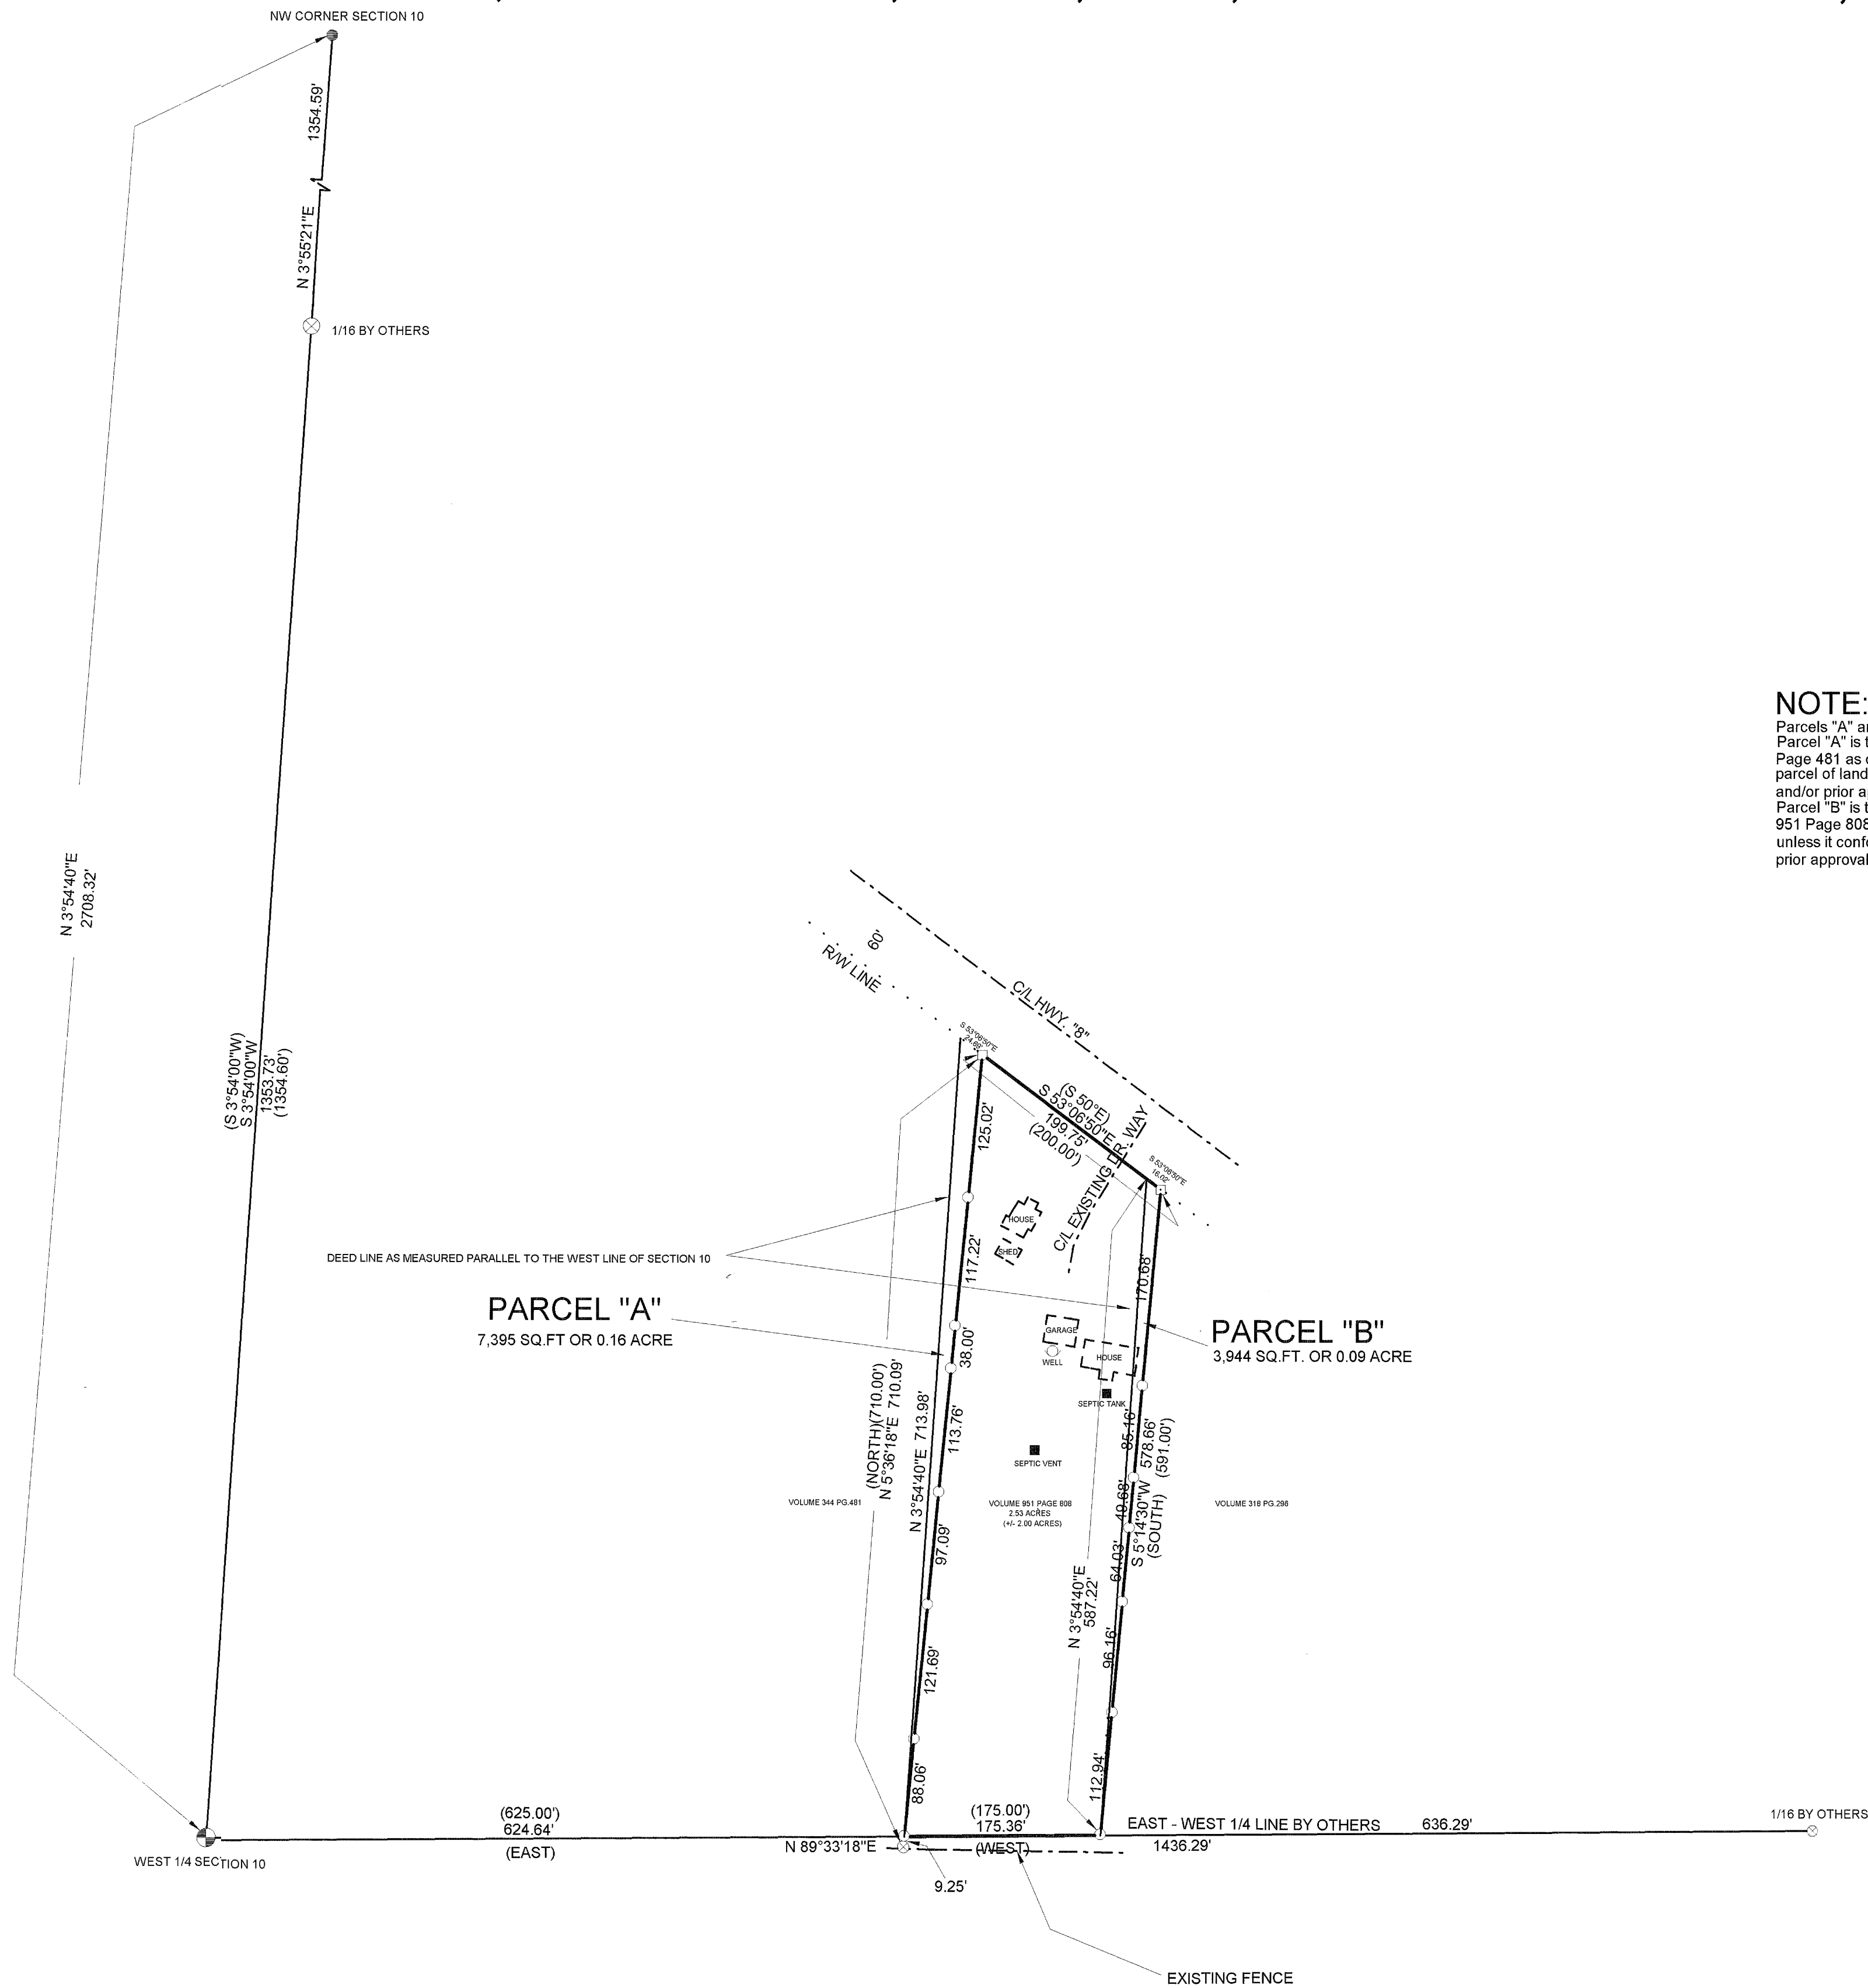 NW CORNER SECTION 10
1354.59'
N 3°55'21"E
1/16 BY OTHERS
NOTE:
Parcels "A"
Parcel "A" is
Page 481 as
parcel of land
and/or prior
Parcel "B" is
951 Page 808
unless it
prior approval
N 3°54'40"E
2708.32'
60'
R/W LINE
C/L HWY. "8"
(S 3°54'00"W)
S 3°54'00"W
1353.73'
(1354.60')
S 53°06'50"E
24.69'
(S 50°E)
S 53°06'50"E
199.75'
(200.00')
C/L EXISTING DR. WAY
S 53°06'50"E
16.02'
125.02'
HOUSE
SHED
117.22'
170.68'
DEED LINE AS MEASURED PARALLEL TO THE WEST LINE OF SECTION 10
PARCEL "A"
7,395 SQ.FT OR 0.16 ACRE
PARCEL "B"
3,944 SQ.FT. OR 0.09 ACRE
GARAGE
WELL
HOUSE
38.00'
SEPTIC TANK
(NORTH)(710.00')
N 5°36'18"E 710.09'
N 3°54'40"E 713.98'
113.76'
85.16'
578.66'
(591.00')
S 5°14'30"W
(SOUTH)
SEPTIC VENT
VOLUME 344 PG.481
VOLUME 951 PAGE 808
2.53 ACRES
(+/- 2.00 ACRES)
VOLUME 318 PG.298
49.68'
97.09'
64.03'
N 3°54'40"E
587.22'
121.69'
96.16'
88.06'
112.94'
(625.00')
624.64'
(EAST)
WEST 1/4 SECTION 10
(175.00')
175.36'
(WEST)
N 89°33'18"E
EAST - WEST 1/4 LINE BY OTHERS
636.29'
1436.29'
1/16 BY OTHERS
9.25'
EXISTING FENCE